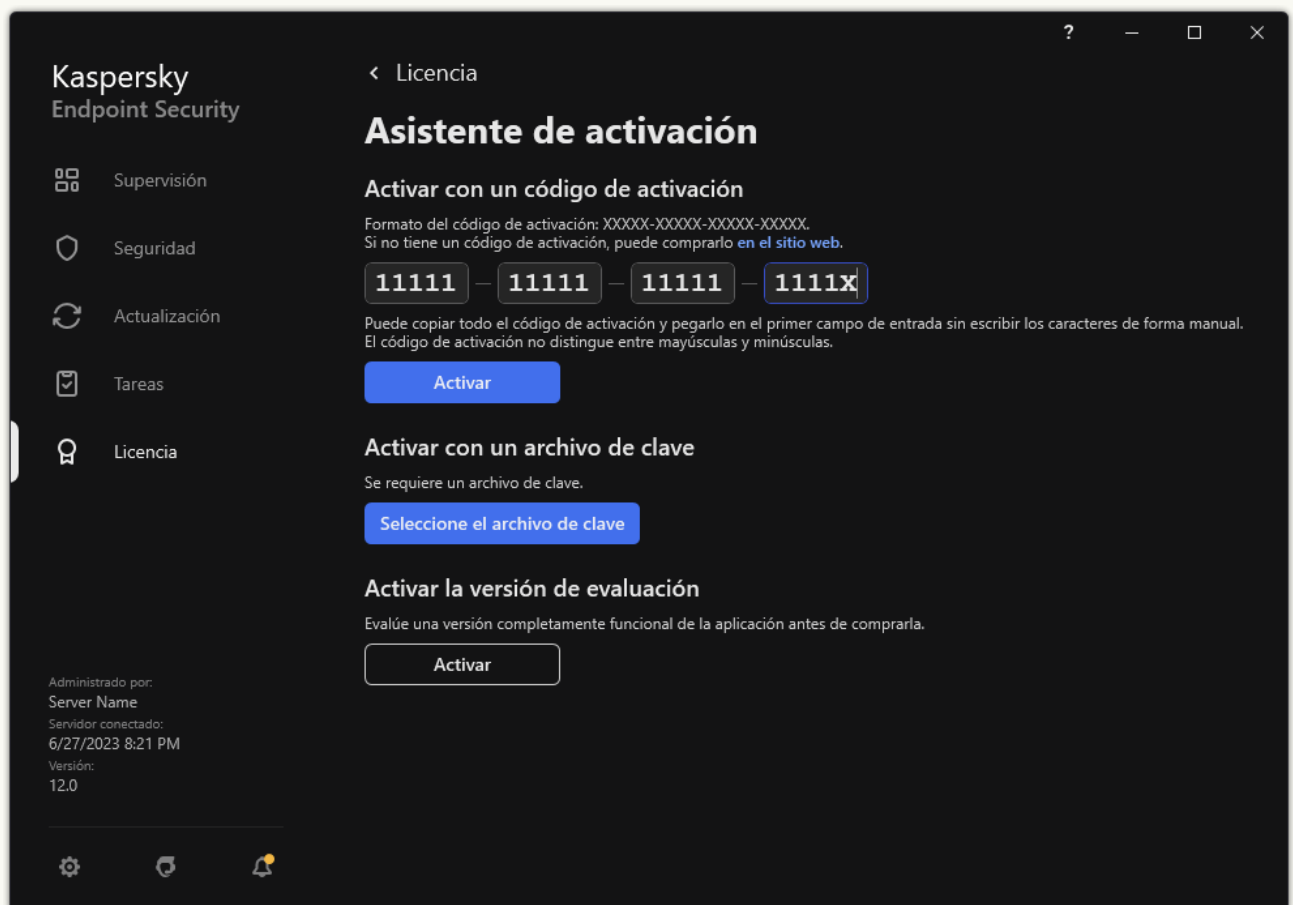 ?
Kaspersky
Endpoint Security
Supervisión
Seguridad
Actualización
Tareas
Licencia
Administrado por:
Server Name
Servidor conectado:
6/27/2023 8:21 PM
Versión:
12.0
Licencia
Asistente de activación
Activar con un código de activación
Formato del código de activación: XXXXX-XXXXX-XXXXX-XXXXX.
Si no tiene un código de activación, puede comprarlo en el sitio web.
11111 — 11111 — 11111 — 1111X
Puede copiar todo el código de activación y pegarlo en el primer campo de entrada sin escribir los caracteres de forma manual.
El código de activación no distingue entre mayúsculas y minúsculas.
Activar
Activar con un archivo de clave
Se requiere un archivo de clave.
Seleccione el archivo de clave
Activar la versión de evaluación
Evalúe una versión completamente funcional de la aplicación antes de comprarla.
Activar